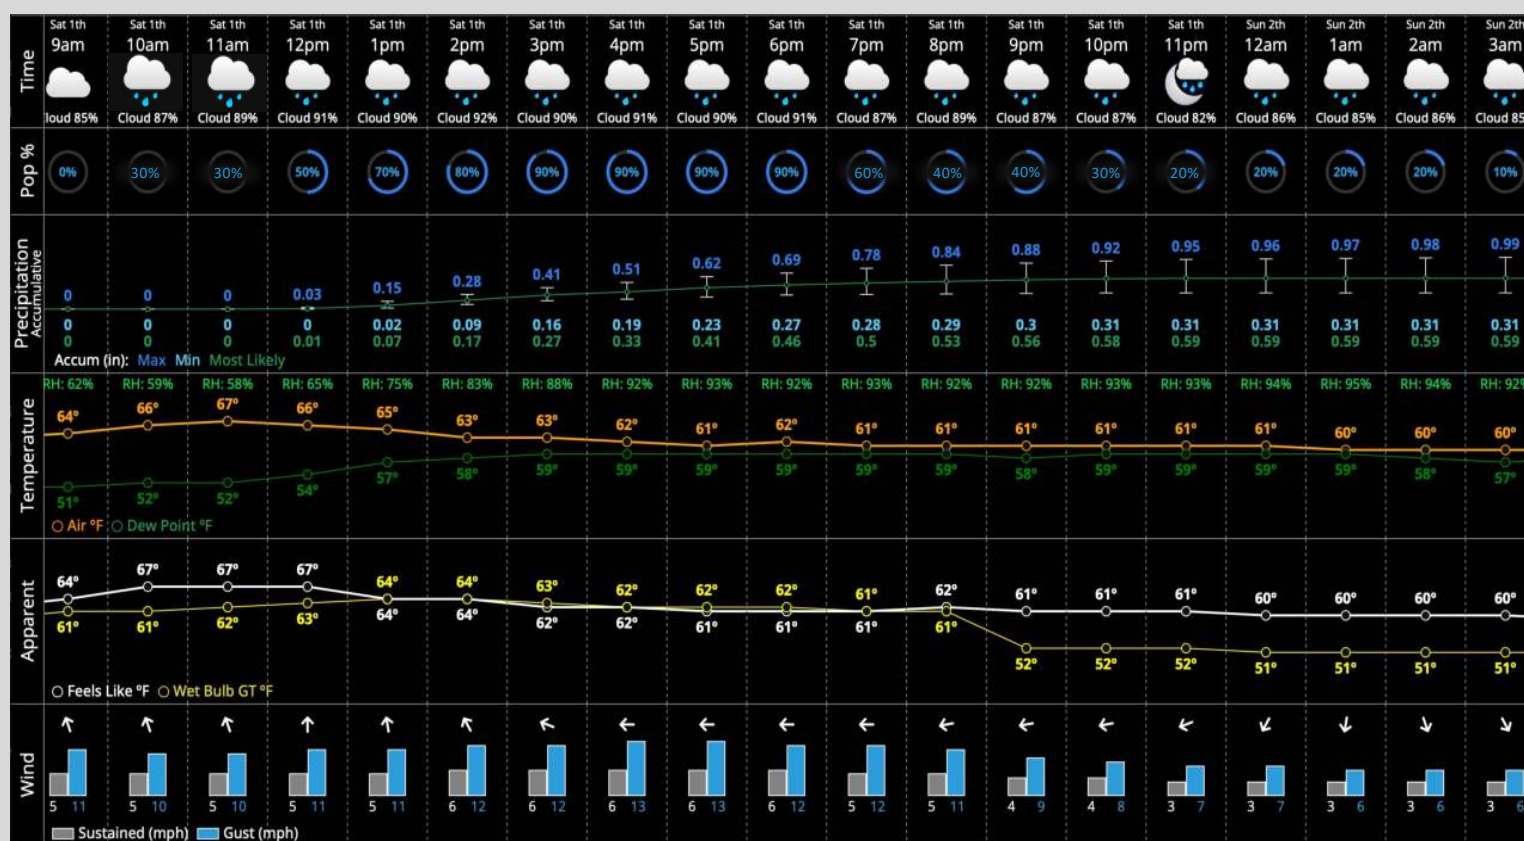 Sat 1th Sat 1th Sat 1th Sat 1th Sat 1th Sat 1th Sat 1th Sat 1th Sat 1th Sat 1th Sat 1th Sat 1th Sat 1th Sat 1th Sat 1th Sun 2th Sun 2th Sun 2th Sun 2th
Time
9am 10am 11am 12pm 1pm 2pm 3pm 4pm 5pm 6pm 7pm 8pm 9pm 10pm 11pm 12am 1am 2am 3am
loud 85% Cloud 87% Cloud 89% Cloud 91% Cloud 90% Cloud 92% Cloud 90% Cloud 91% Cloud 90% Cloud 91% Cloud 87% Cloud 89% Cloud 87% Cloud 87% Cloud 82% Cloud 86% Cloud 85% Cloud 86% Cloud 85
Pop %
0% 30% 30% 50% 70% 80% 90% 90% 90% 90% 60% 40% 40% 30% 20% 20% 20% 20% 10%
Precipitation
Accumulative
0 0 0 0.03 0.15 0.28 0.41 0.51 0.62 0.69 0.78 0.84 0.88 0.92 0.95 0.96 0.97 0.98 0.99
0 0 0 0 0.02 0.09 0.16 0.19 0.23 0.27 0.28 0.29 0.3 0.31 0.31 0.31 0.31 0.31 0.31
0 0 0 0.01 0.07 0.17 0.27 0.33 0.41 0.46 0.5 0.53 0.56 0.58 0.59 0.59 0.59 0.59 0.59
Accum (in): Max Min Most Likely
Temperature
RH: 62% RH: 59% RH: 58% RH: 65% RH: 75% RH: 83% RH: 88% RH: 92% RH: 93% RH: 92% RH: 93% RH: 92% RH: 92% RH: 93% RH: 93% RH: 94% RH: 95% RH: 94% RH: 92%
64° 66° 67° 66° 65° 63° 63° 62° 61° 62° 61° 61° 61° 61° 61° 61° 60° 60° 60°
51° 52° 52° 54° 57° 58° 59° 59° 59° 59° 59° 59° 58° 59° 59° 59° 59° 58° 57°
Air ºF Dew Point ºF
Apparent
64° 67° 67° 67° 64° 64° 63° 62° 62° 62° 61° 62° 61° 61° 61° 60° 60° 60° 60°
61° 61° 62° 63° 64° 64° 62° 62° 61° 61° 61° 61° 52° 52° 52° 51° 51° 51° 51°
Feels Like ºF Wet Bulb GT ºF
Wind
5 11 5 10 5 10 5 11 5 11 6 12 6 12 6 13 6 13 6 12 5 12 5 11 4 9 4 8 3 7 3 7 3 6 3 6 3 6
Sustained (mph) Gust (mph)